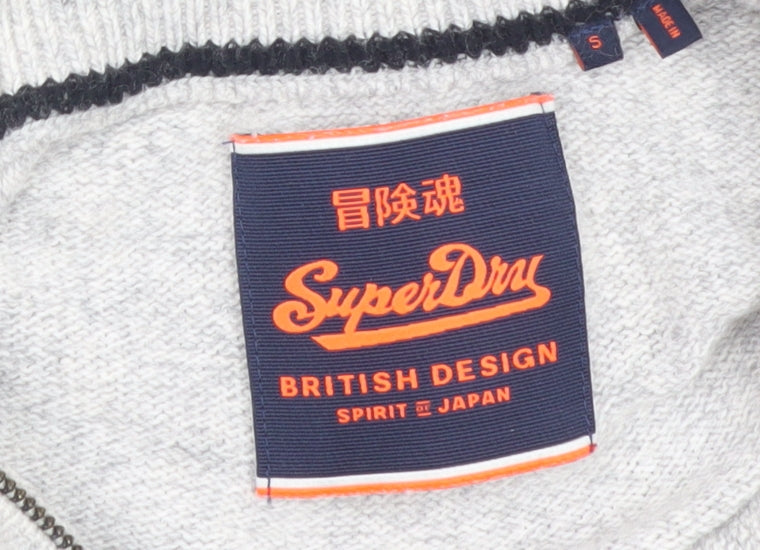 S
MADE IN
冒険魂
SuperDry
BRITISH DESIGN
SPIRIT OF JAPAN